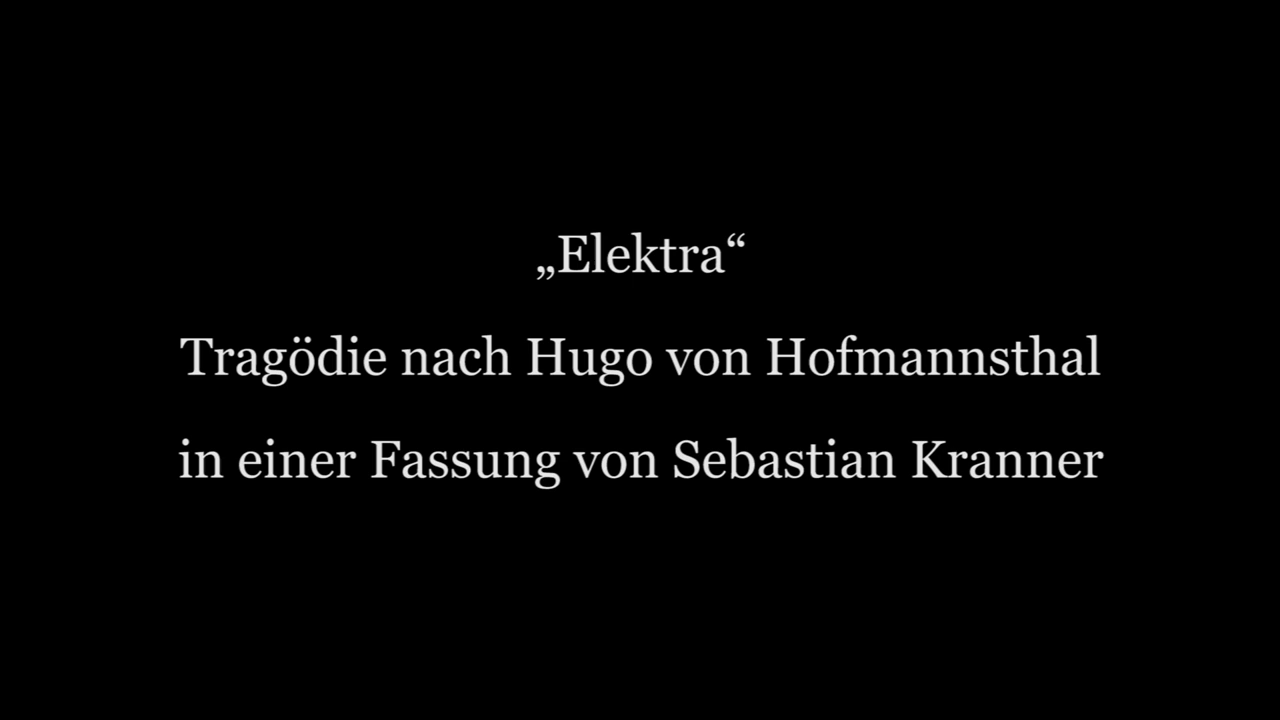 „Elektra“
Tragödie nach Hugo von Hofmannsthal
in einer Fassung von Sebastian Kranner